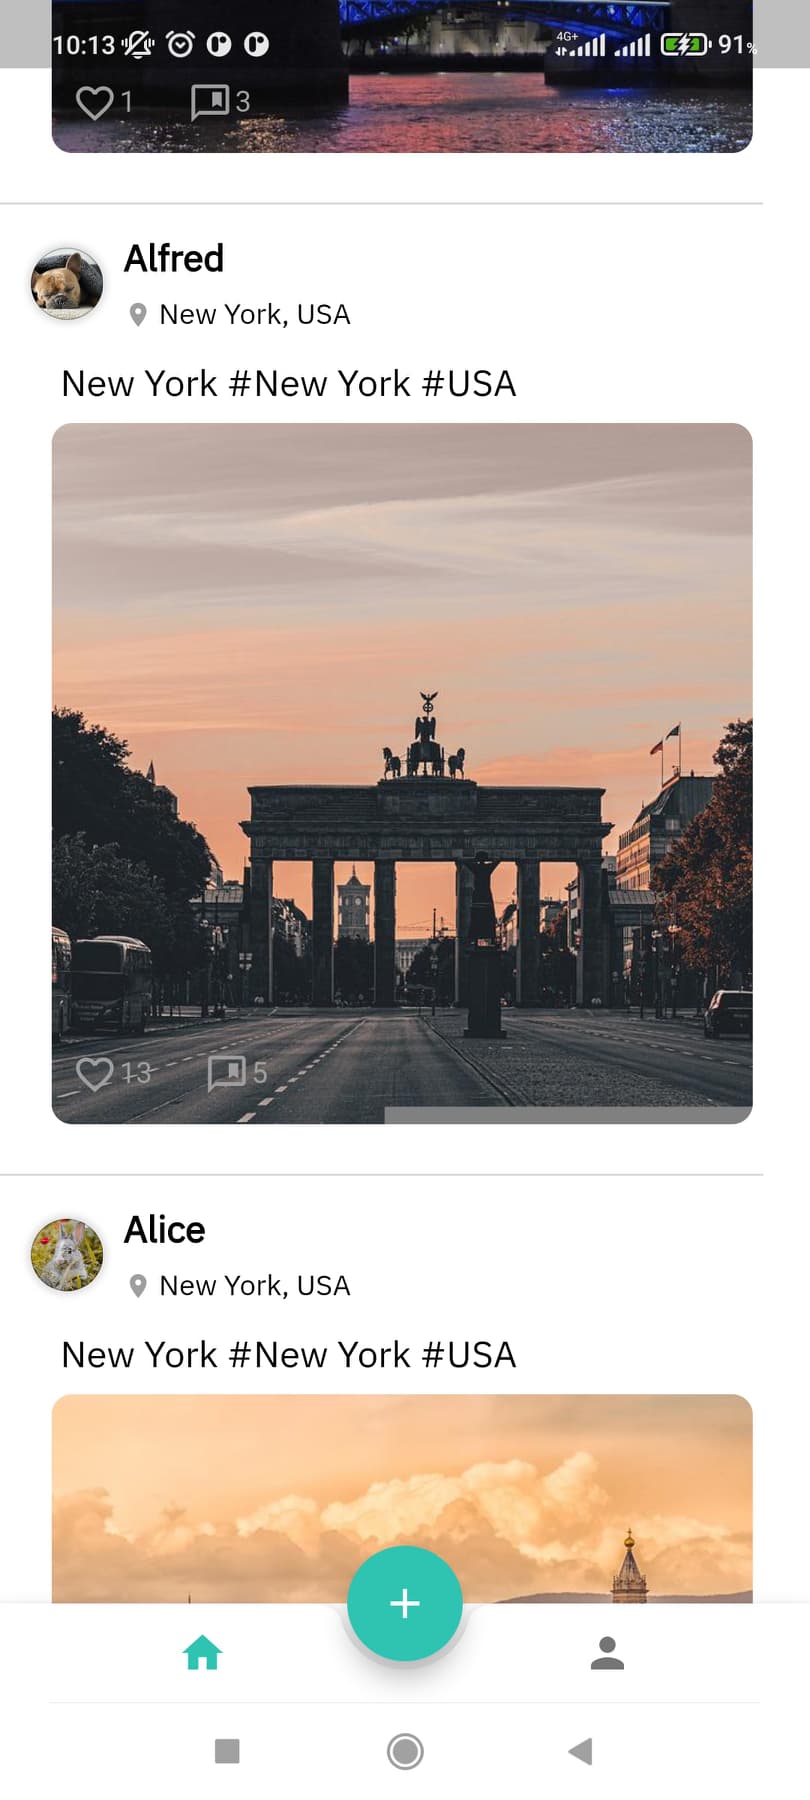 10:13 4G+ 91%
1 3
Alfred
New York, USA
New York #New York #USA
13 5
Alice
New York, USA
New York #New York #USA